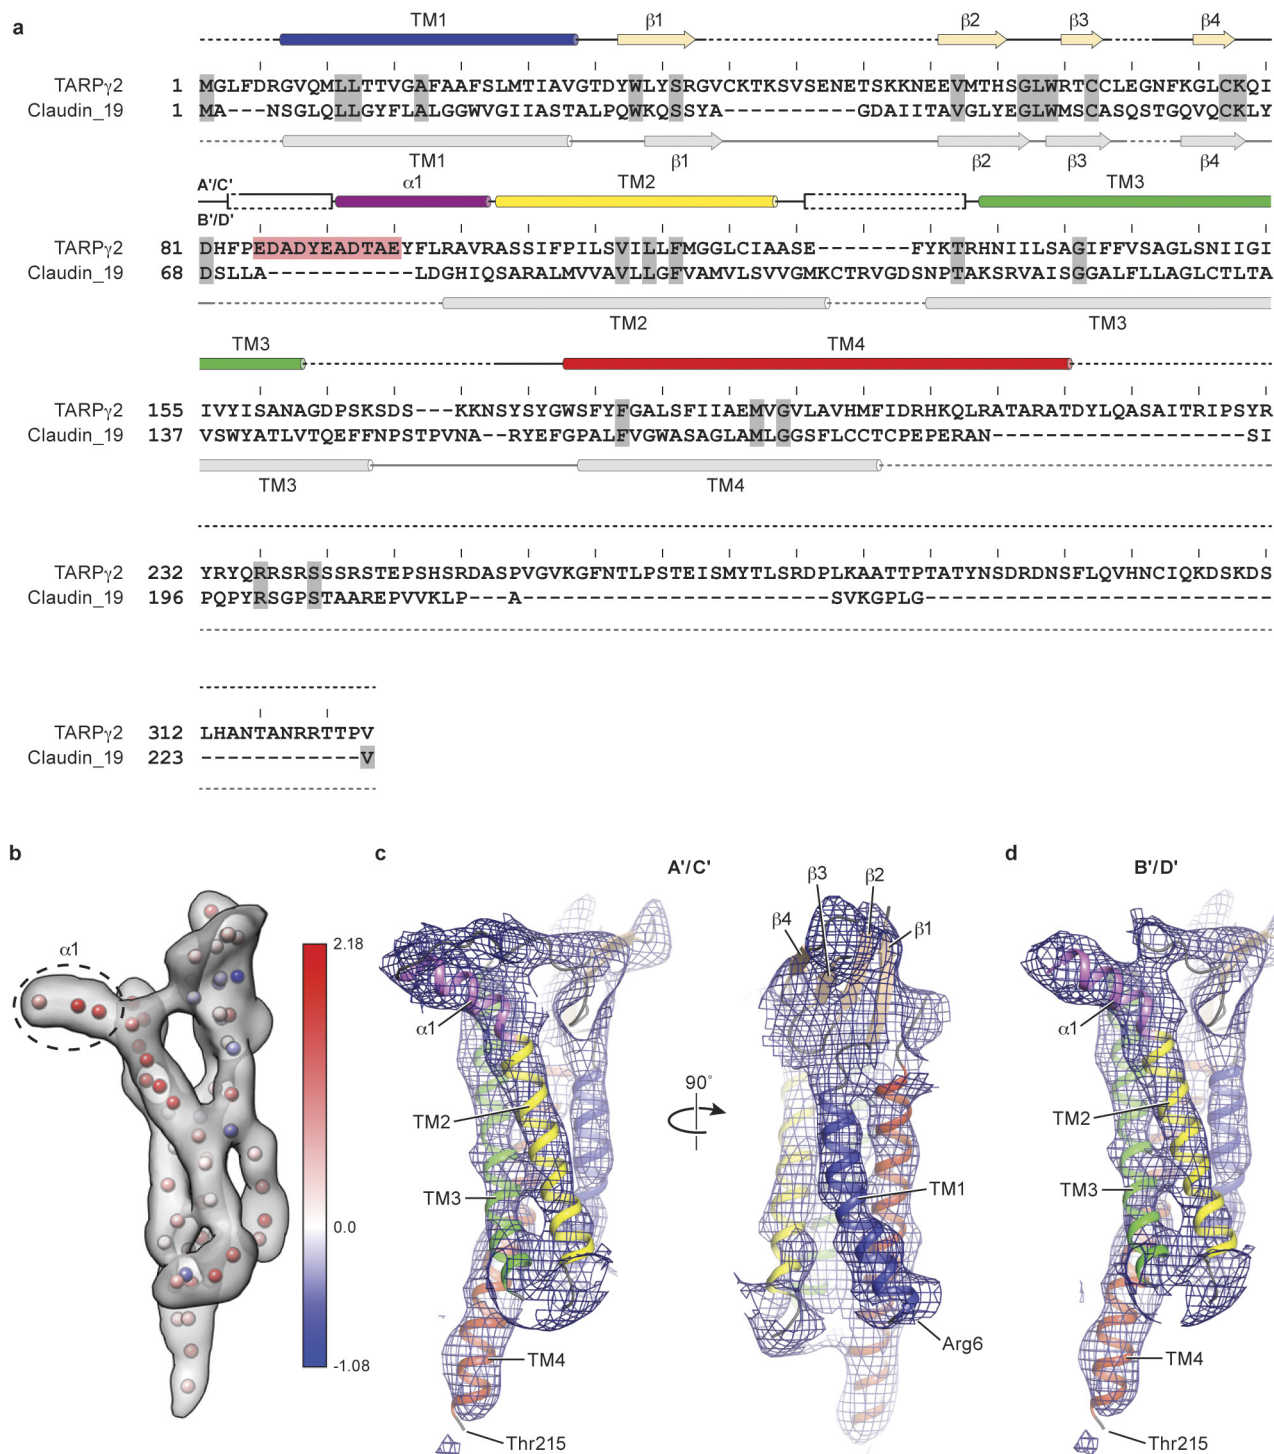 a
TM1 β1 β2 β3 β4
TARPγ2 1 MGLFDRGVQMLLTTVGAFAAFSLMTIAVGTDYWLYSRGVCKTKSVSENETSKKNEEVMTHSGLWRTCCLEGNFKGLCKQI
Claudin_19 1 MA---NSGLQLLGYFLALGGWVGIIASTALPQWKQSSYA----------GDAIITAVGLYEGLWMSCASQSTGQVQCKLY
TM1 β1 β2 β3 β4
A'/C' α1 TM2 TM3
B'/D'
TARPγ2 81 DHFPEDADYEADTAEYFLRAVRASSIFPILSVILLFMGGLCIAASE-------FYKTRHNIILSAGIFFVSAGLSNIIGI
Claudin_19 68 DSLLA-----------LDGHIQSARALMVVAVLLGFVAMVLSVVGMKCTRVGDSNPTAKSRVAISGGALFLLAGLCTLTA
TM2 TM3
TM3 TM4
TARPγ2 155 IVYISANAGDPSKSDS---KKNSYSYGWSFYFGALSFIIAEMVGVLAVHMFIDRHKQLRATARATDYLQASAITRIPSYR
Claudin_19 137 VSWYATLVTQEFFNPSTPVNA--RYEFGPALFVGWASAGLAMLGGSFLCCTCPEPERAN-------------------SI
TM3 TM4
TARPγ2 232 YRYQRRSRSSSRSTEPSHSRDASPVGVKGFNTLPSTEISMYTLSRDPLKAATTPTATYNSDRDNSFLQVHNCIQKDSKDS
Claudin_19 196 PQPYRSGPSTAAREPVVKLP---A-----------------------SVKGPLG--------------------------
TARPγ2 312 LHANTANRRTTPV
Claudin_19 223 ------------V
b
α1
2.18
0.0
-1.08
c
A'/C'
β3
β2
β4
β1
α1
TM2
TM3
TM4
Thr215
90°
TM1
Arg6
d
B'/D'
α1
TM2
TM3
TM4
Thr215